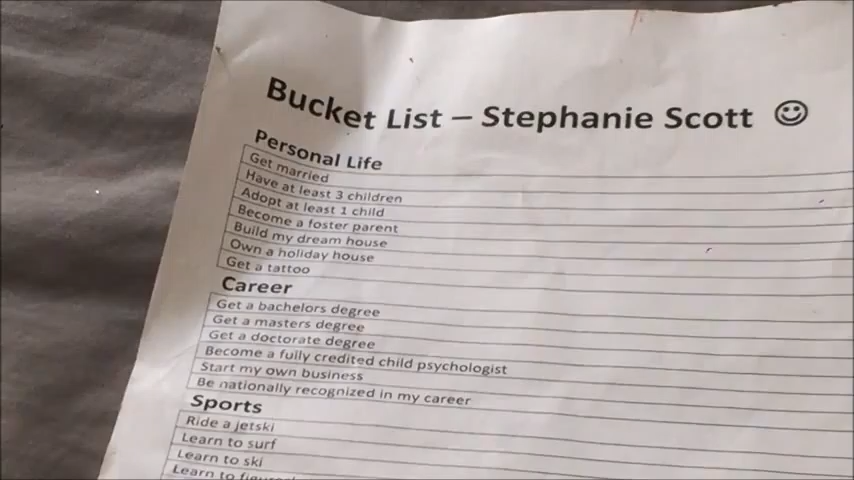 Bucket List – Stephanie Scott ☺
Personal Life
Get married
Have at least 3 children
Adopt at least 1 child
Become a foster parent
Build my dream house
Own a holiday house
Get a tattoo
Career
Get a bachelors degree
Get a masters degree
Get a doctorate degree
Become a fully credited child psychologist
Start my own business
Be nationally recognized in my career
Sports
Ride a jetski
Learn to surf
Learn to ski
Learn to